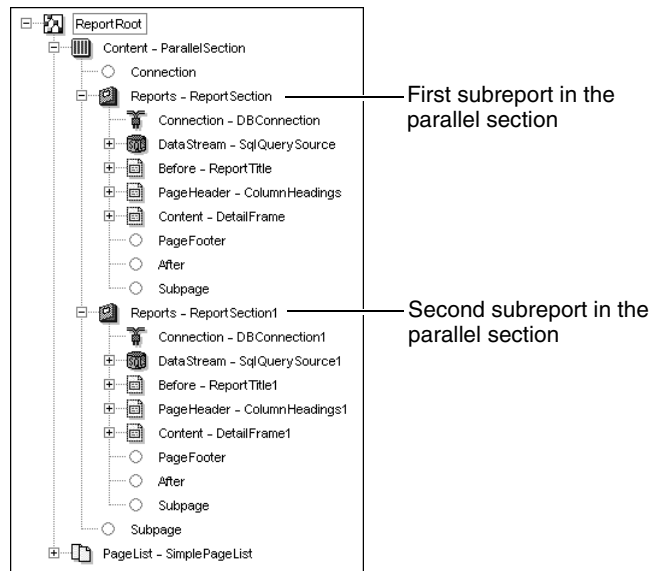 ReportRoot
Content - ParallelSection
Connection
Reports - ReportSection
First subreport in the
parallel section
Connection - DBConnection
DataStream - SqlQuerySource
Before - ReportTitle
PageHeader - ColumnHeadings
Content - DetailFrame
PageFooter
After
Subpage
Reports - ReportSection1
Second subreport in the
parallel section
Connection - DBConnection1
DataStream - SqlQuerySource1
Before - ReportTitle1
PageHeader - ColumnHeadings1
Content - DetailFrame1
PageFooter
After
Subpage
Subpage
PageList - SimplePageList